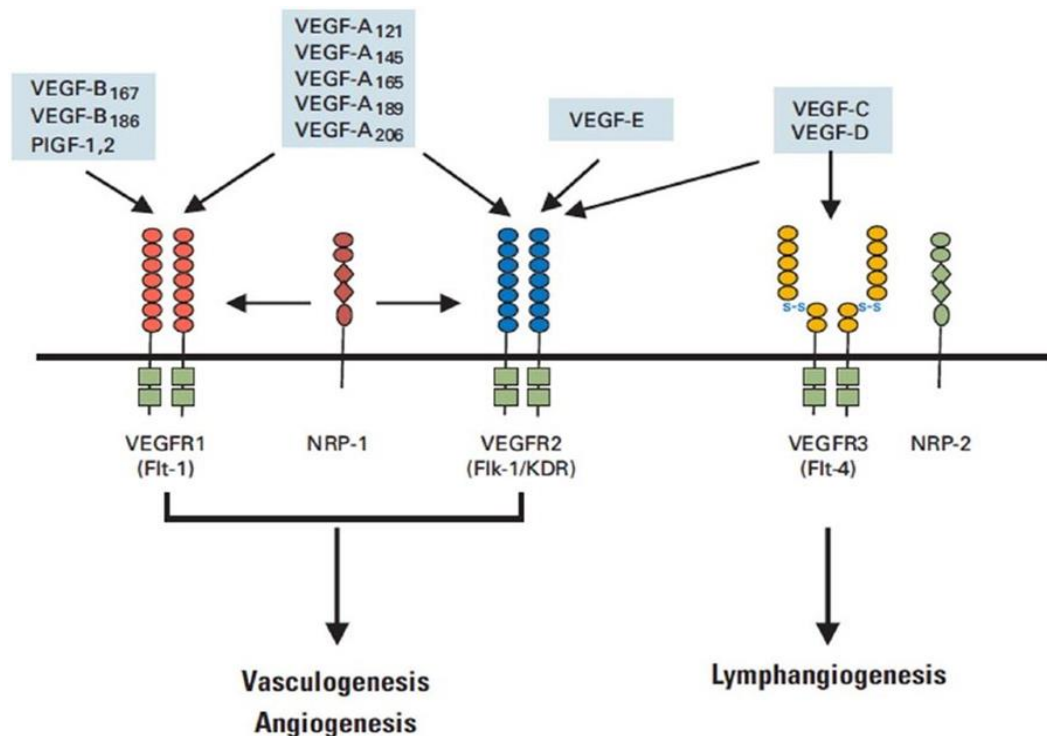 VEGF-A121
VEGF-A145
VEGF-A165
VEGF-A189
VEGF-A206
VEGF-B167
VEGF-B186
PlGF-1,2
VEGF-E
VEGF-C
VEGF-D
s-s
s-s
VEGFR1
(Flt-1)
NRP-1
VEGFR2
(Flk-1/KDR)
VEGFR3
(Flt-4)
NRP-2
Vasculogenesis
Angiogenesis
Lymphangiogenesis